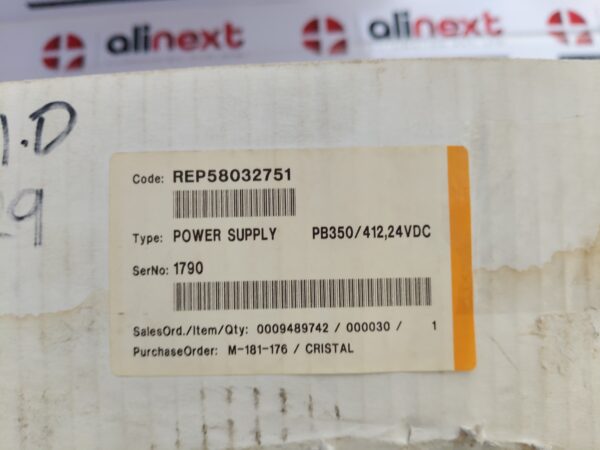 alinext alinext
I.D
29
Code: REP58032751
Type: POWER SUPPLY PB350/412,24VDC
SerNo: 1790
SalesOrd./Item/Qty: 0009489742 / 000030 / 1
PurchaseOrder: M-181-176 / CRISTAL